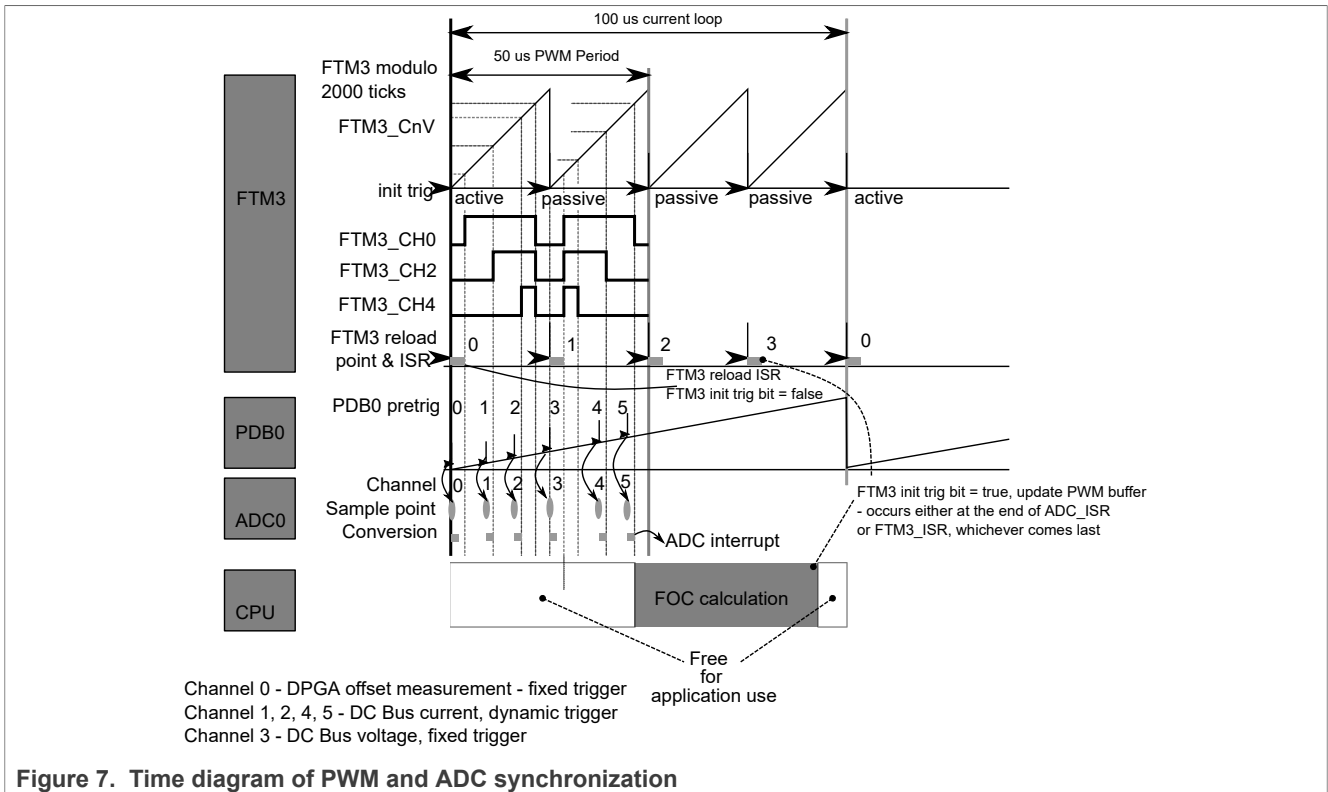 100 us current loop
50 us PWM Period
FTM3 modulo
2000 ticks
FTM3_CnV
init trig
active
passive
passive
passive
active
FTM3
FTM3_CH0
FTM3_CH2
FTM3_CH4
FTM3 reload
point & ISR
0
1
2
3
0
FTM3 reload ISR
FTM3 init trig bit = false
PDB0 pretrig
0
1
2
3
4
5
PDB0
Channel
0
1
2
3
4
5
Sample point
Conversion
ADC interrupt
ADC0
FTM3 init trig bit = true, update PWM buffer
- occurs either at the end of ADC_ISR
or FTM3_ISR, whichever comes last
CPU
FOC calculation
Free
for
application use
Channel 0 - DPGA offset measurement - fixed trigger
Channel 1, 2, 4, 5 - DC Bus current, dynamic trigger
Channel 3 - DC Bus voltage, fixed trigger
Figure 7. Time diagram of PWM and ADC synchronization